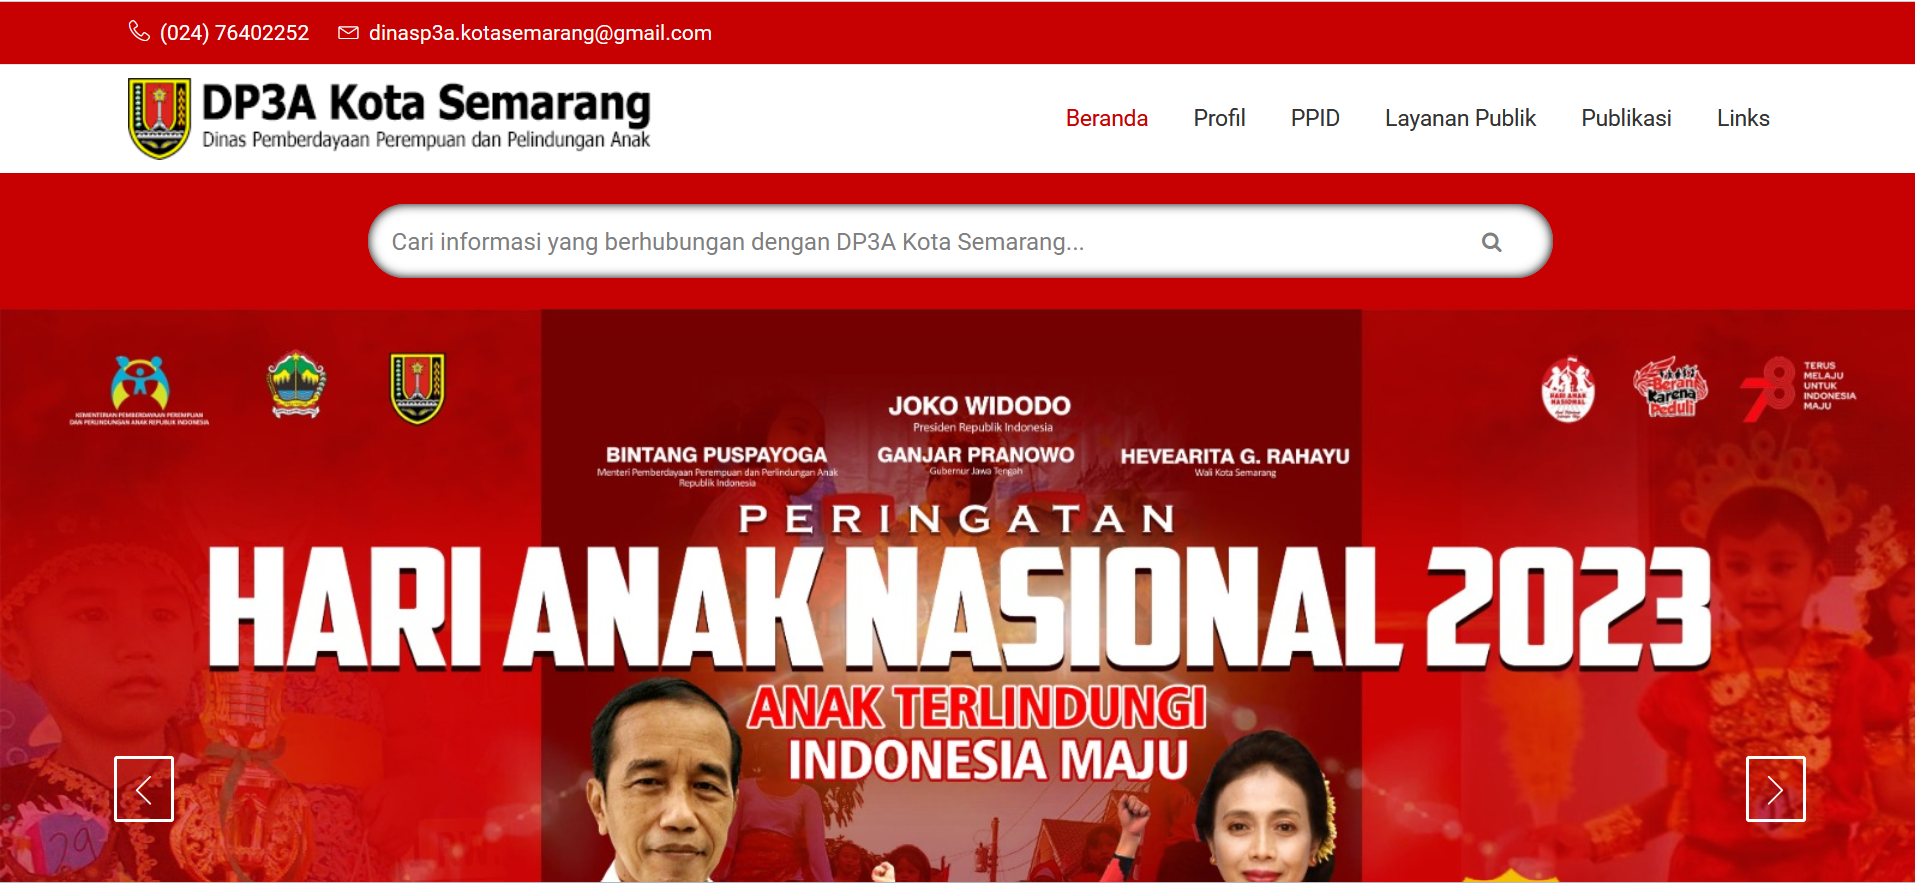 (024) 76402252 dinasp3a.kotasemarang@gmail.com
DP3A Kota Semarang
Dinas Pemberdayaan Perempuan dan Pelindungan Anak
Beranda Profil PPID Layanan Publik Publikasi Links
Cari informasi yang berhubungan dengan DP3A Kota Semarang...
KEMENTERIAN PEMBERDAYAAN PEREMPUAN
DAN PERLINDUNGAN ANAK REPUBLIK INDONESIA
HARI ANAK
NASIONAL
Berani
Karena
Peduli
78
TERUS
MELAJU
UNTUK
INDONESIA
MAJU
JOKO WIDODO
Presiden Republik Indonesia
BINTANG PUSPAYOGA
Menteri Pemberdayaan Perempuan dan Perlindungan Anak
Republik Indonesia
GANJAR PRANOWO
Gubernur Jawa Tengah
HEVEARITA G. RAHAYU
Wali Kota Semarang
PERINGATAN
HARI ANAK NASIONAL 2023
ANAK TERLINDUNGI
INDONESIA MAJU
29